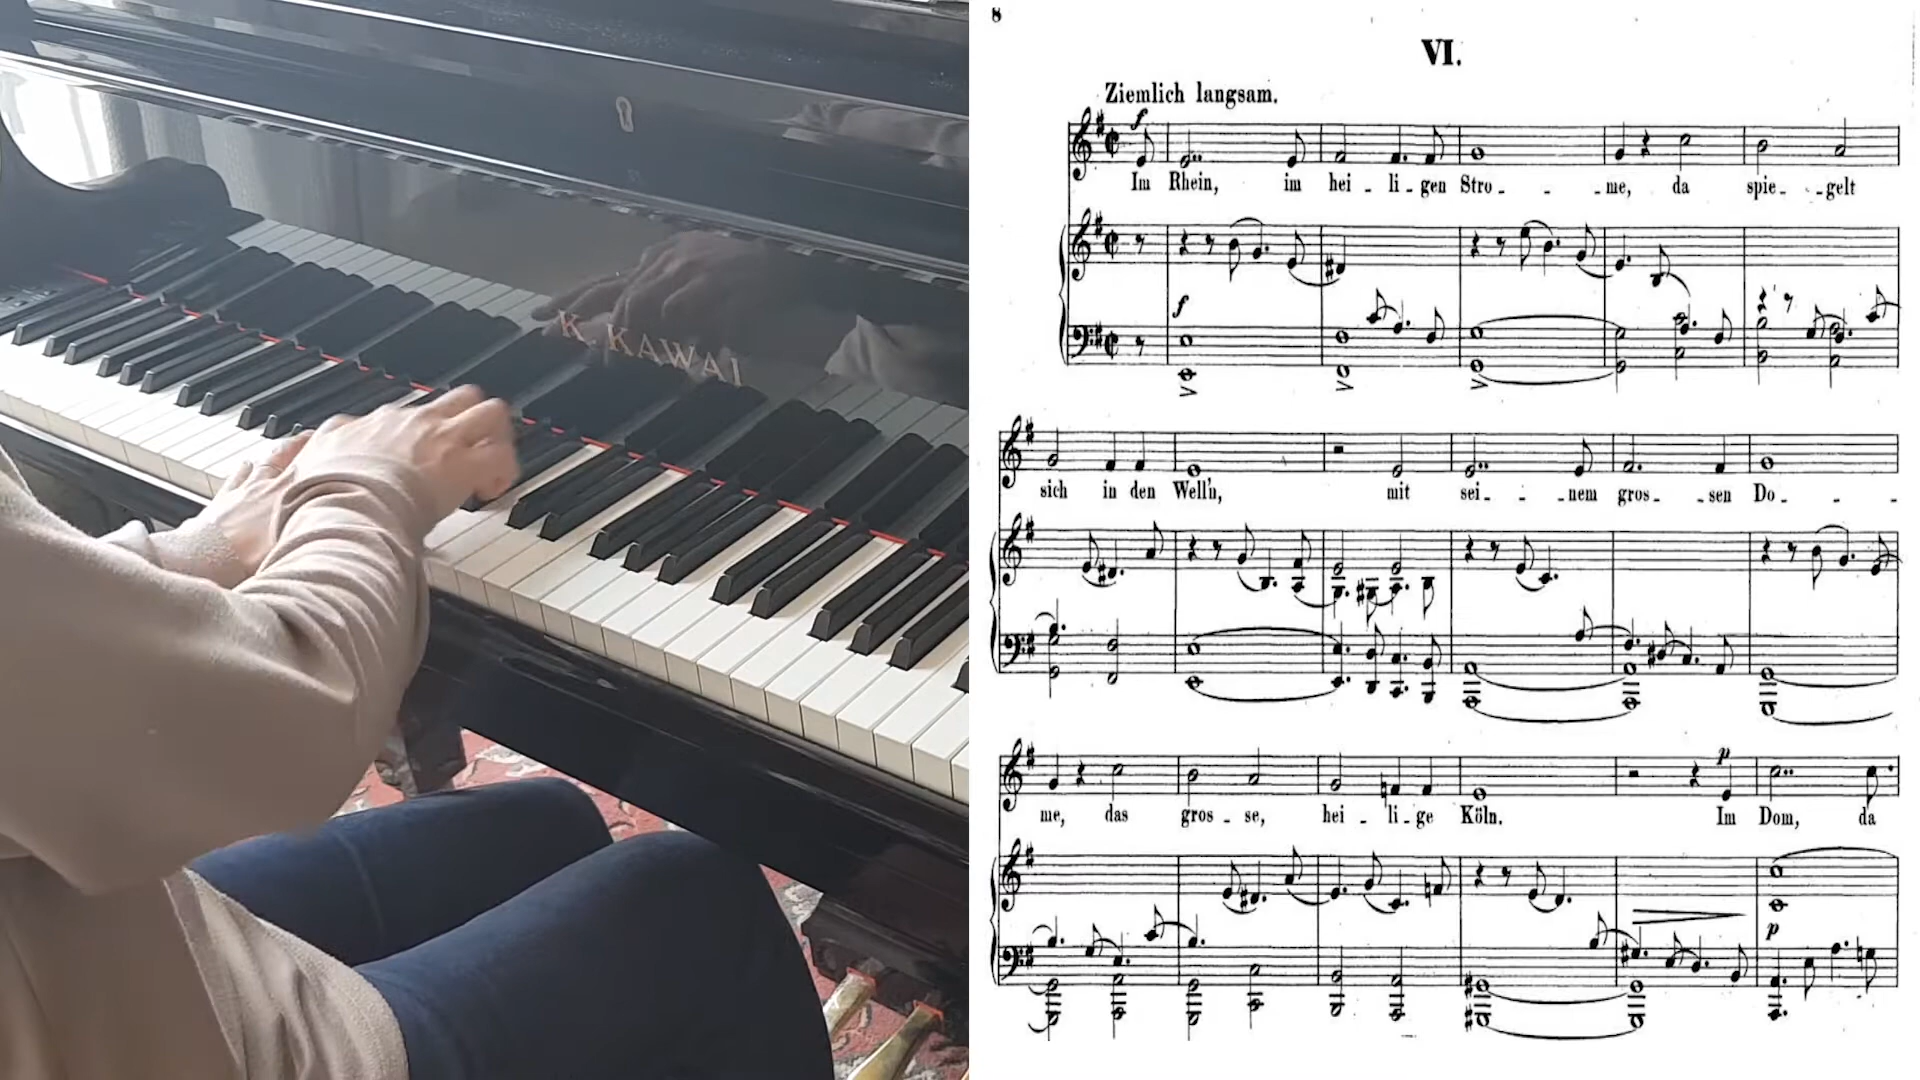 K. KAWAI
8
VI.
Ziemlich langsam.
f
Im Rhein, im hei - li - gen Stro - - - me, da spie - - gelt
f
sich in den Well'n, mit sei - - - nem gros - - sen Do - - -
p
me, das gros - se, hei - li - ge Köln. Im Dom, da
p